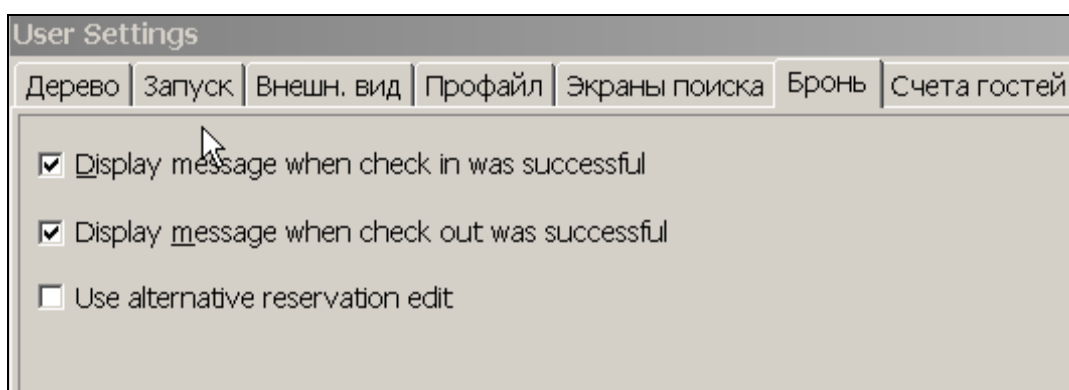 User Settings
Дерево Запуск Внешн. вид Профайл Экраны поиска Бронь Счета гостей
Display message when check in was successful
Display message when check out was successful
Use alternative reservation edit